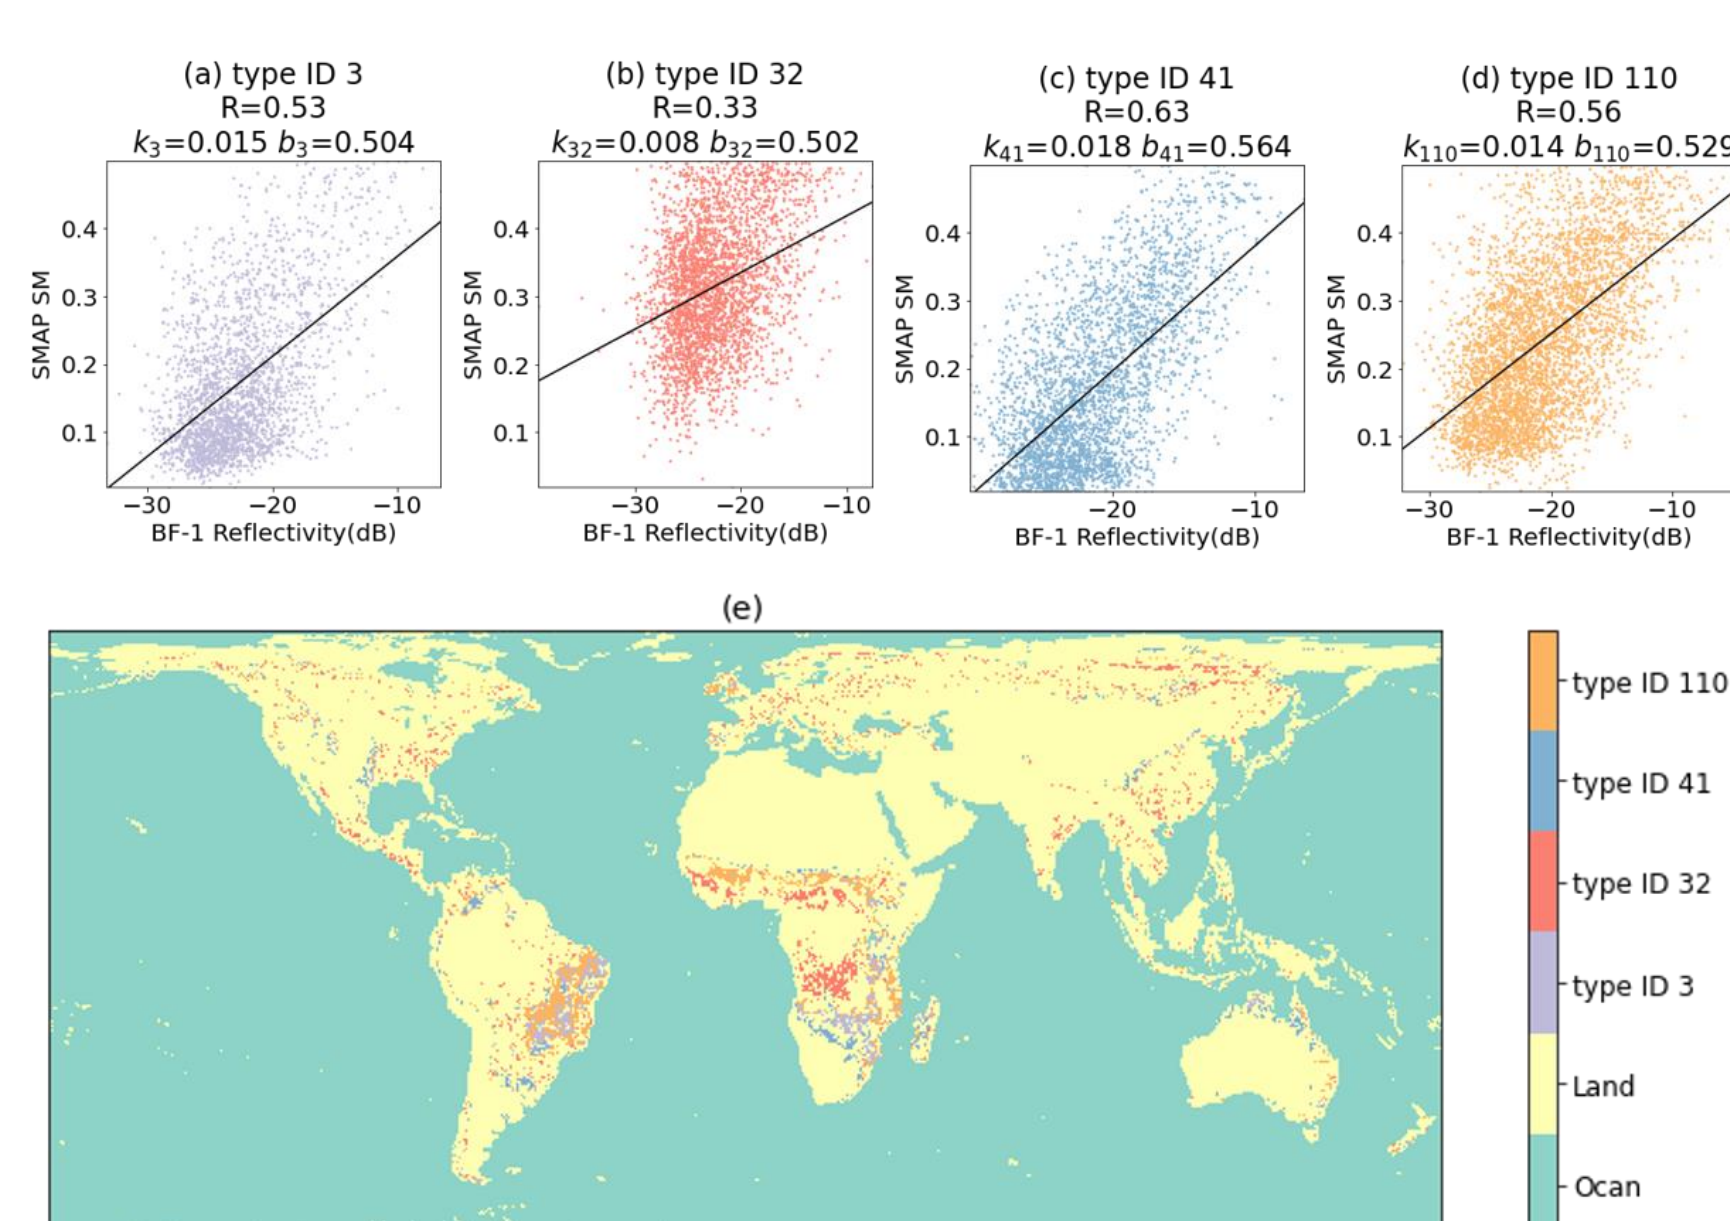 (a) type ID 3
R=0.53
k3=0.015 b3=0.504
0.4
0.3
0.2
0.1
SMAP SM
−30 −20 −10
BF-1 Reflectivity(dB)
(b) type ID 32
R=0.33
k32=0.008 b32=0.502
0.4
0.3
0.2
0.1
SMAP SM
−30 −20 −10
BF-1 Reflectivity(dB)
(c) type ID 41
R=0.63
k41=0.018 b41=0.564
0.4
0.3
0.2
0.1
SMAP SM
−20 −10
BF-1 Reflectivity(dB)
(d) type ID 110
R=0.56
k110=0.014 b110=0.529
0.4
0.3
0.2
0.1
SMAP SM
−30 −20 −10
BF-1 Reflectivity(dB)
(e)
type ID 110
type ID 41
type ID 32
type ID 3
Land
Ocan